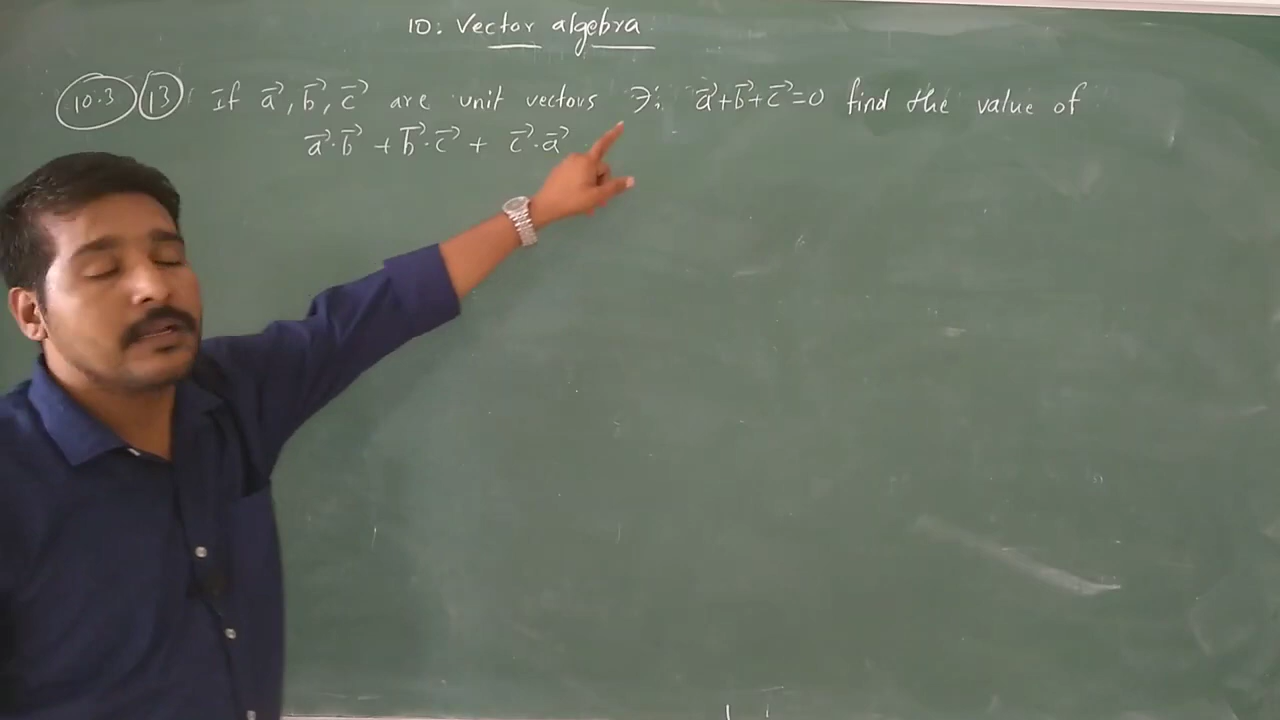 10: Vector algebra
10.3 13 If a⃗, b⃗, c⃗ are unit vectors ∋: a⃗+b⃗+c⃗=0 find the value of
a⃗·b⃗ + b⃗·c⃗ + c⃗·a⃗